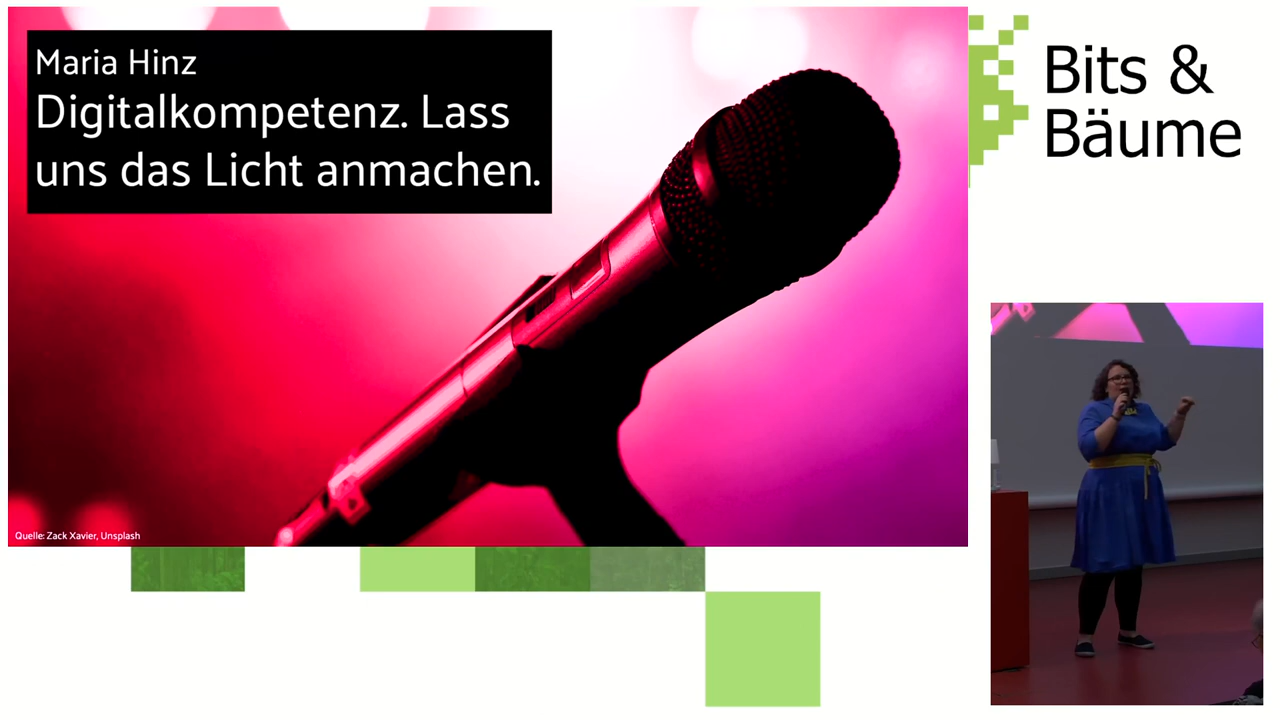 Maria Hinz
Digitalkompetenz. Lass
uns das Licht anmachen.
Bits &
Bäume
Quelle: Zack Xavier, Unsplash